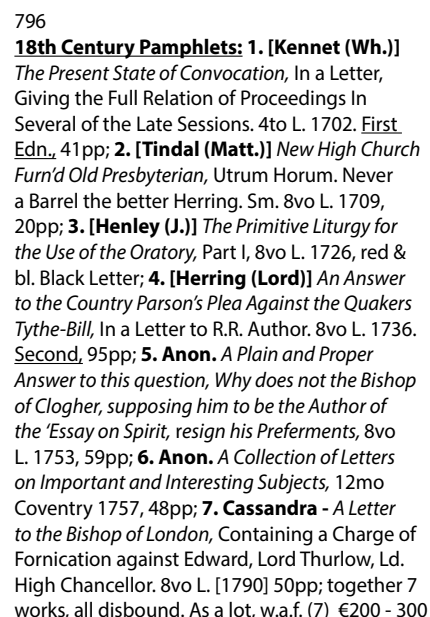 796
18th Century Pamphlets: 1. [Kennet (Wh.)]
The Present State of Convocation, In a Letter,
Giving the Full Relation of Proceedings In
Several of the Late Sessions. 4to L. 1702. First
Edn., 41pp; 2. [Tindal (Matt.)] New High Church
Furn’d Old Presbyterian, Utrum Horum. Never
a Barrel the better Herring. Sm. 8vo L. 1709,
20pp; 3. [Henley (J.)] The Primitive Liturgy for
the Use of the Oratory, Part I, 8vo L. 1726, red &
bl. Black Letter; 4. [Herring (Lord)] An Answer
to the Country Parson’s Plea Against the Quakers
Tythe-Bill, In a Letter to R.R. Author. 8vo L. 1736.
Second, 95pp; 5. Anon. A Plain and Proper
Answer to this question, Why does not the Bishop
of Clogher, supposing him to be the Author of
the ‘Essay on Spirit, resign his Preferments, 8vo
L. 1753, 59pp; 6. Anon. A Collection of Letters
on Important and Interesting Subjects, 12mo
Coventry 1757, 48pp; 7. Cassandra - A Letter
to the Bishop of London, Containing a Charge of
Fornication against Edward, Lord Thurlow, Ld.
High Chancellor. 8vo L. [1790] 50pp; together 7
works, all disbound. As a lot, w.a.f. (7) €200 - 300